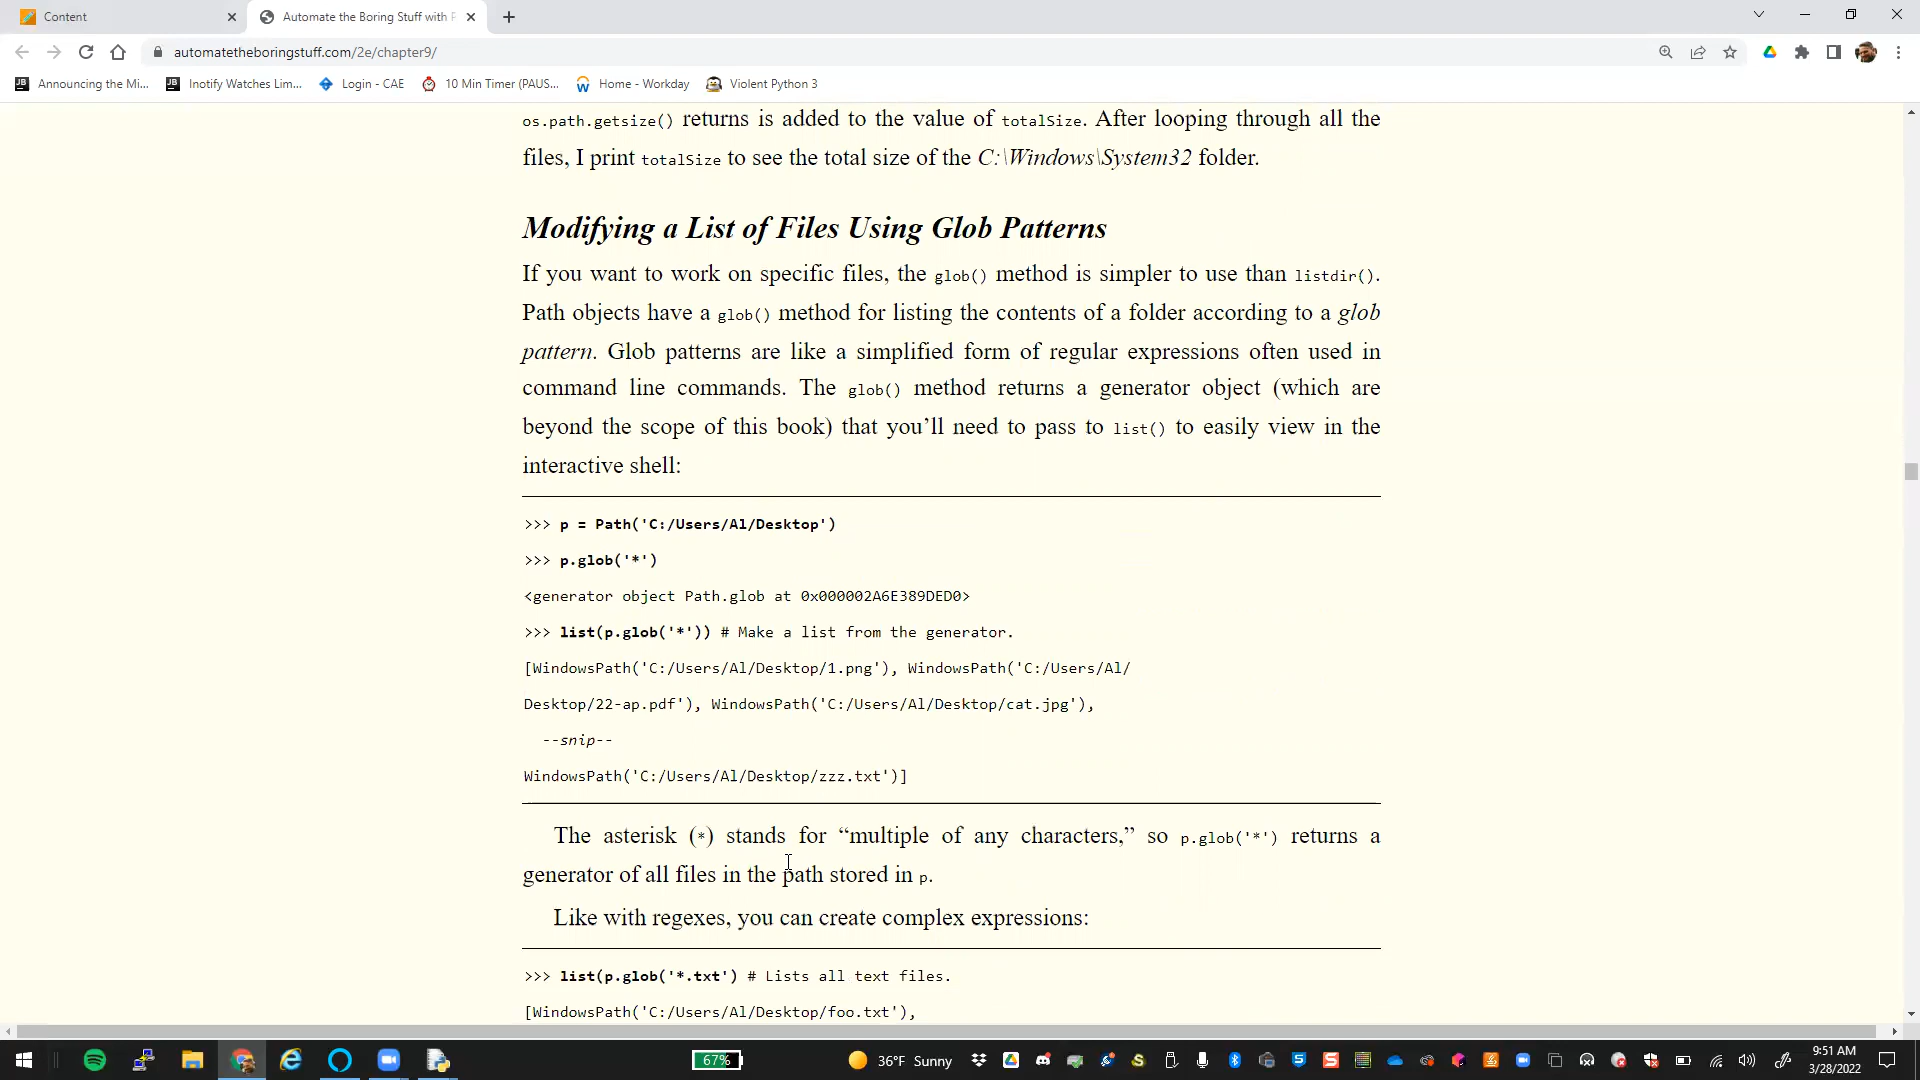 Content
Automate the Boring Stuff with P
automatetheboringstuff.com/2e/chapter9/
Announcing the Mi...
Inotify Watches Lim...
Login - CAE
10 Min Timer (PAUS...
Home - Workday
Violent Python 3
os.path.getsize() returns is added to the value of totalSize. After looping through all the
files, I print totalSize to see the total size of the C:\Windows\System32 folder.
Modifying a List of Files Using Glob Patterns
If you want to work on specific files, the glob() method is simpler to use than listdir().
Path objects have a glob() method for listing the contents of a folder according to a glob
pattern. Glob patterns are like a simplified form of regular expressions often used in
command line commands. The glob() method returns a generator object (which are
beyond the scope of this book) that you’ll need to pass to list() to easily view in the
interactive shell:
>>> p = Path('C:/Users/Al/Desktop')
>>> p.glob('*')
<generator object Path.glob at 0x000002A6E389DED0>
>>> list(p.glob('*')) # Make a list from the generator.
[WindowsPath('C:/Users/Al/Desktop/1.png'), WindowsPath('C:/Users/Al/
Desktop/22-ap.pdf'), WindowsPath('C:/Users/Al/Desktop/cat.jpg'),
--snip--
WindowsPath('C:/Users/Al/Desktop/zzz.txt')]
The asterisk (*) stands for “multiple of any characters,” so p.glob('*') returns a
generator of all files in the path stored in p.
Like with regexes, you can create complex expressions:
>>> list(p.glob('*.txt') # Lists all text files.
[WindowsPath('C:/Users/Al/Desktop/foo.txt'),
67%
36°F Sunny
9:51 AM
3/28/2022